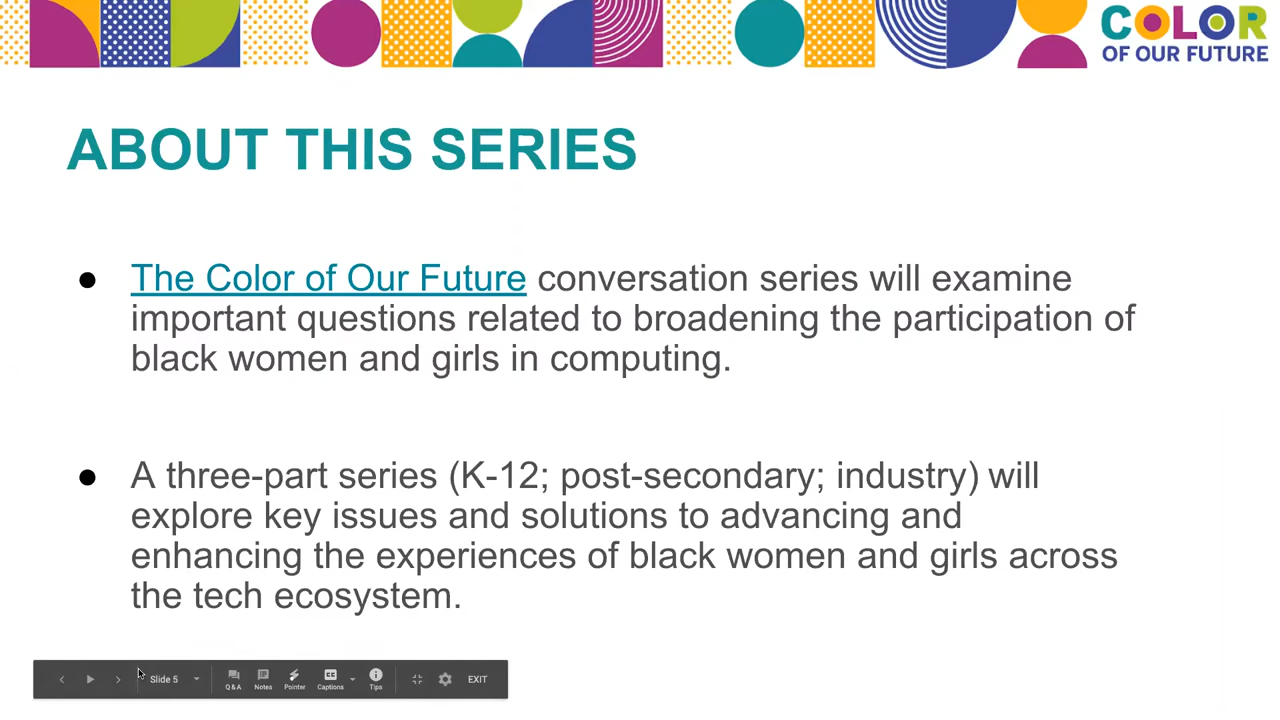 COLOR
OF OUR FUTURE
ABOUT THIS SERIES
● The Color of Our Future conversation series will examine
important questions related to broadening the participation of
black women and girls in computing.
● A three-part series (K-12; post-secondary; industry) will
explore key issues and solutions to advancing and
enhancing the experiences of black women and girls across
the tech ecosystem.
Slide 5 Q&A Notes Pointer CC Captions Tips EXIT